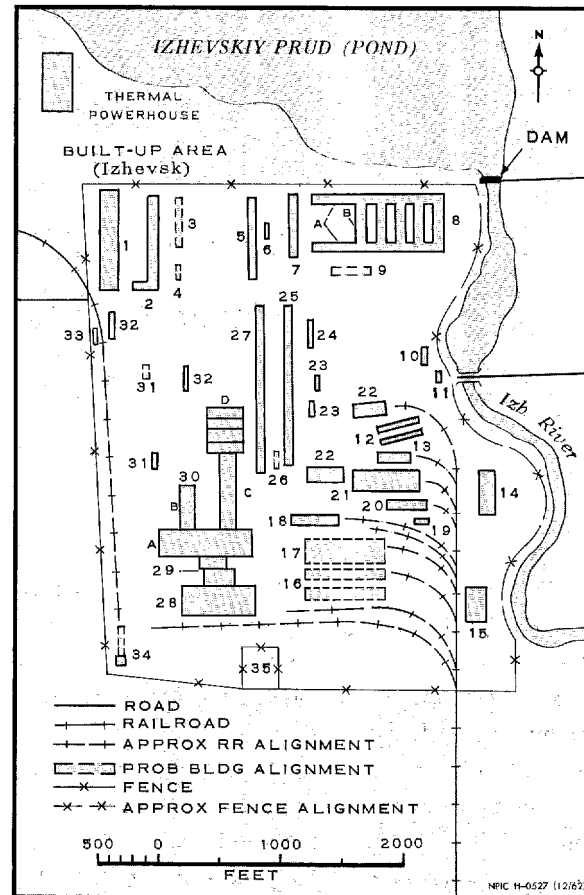 IZHEVSKIY PRUD (POND)
N
THERMAL
POWERHOUSE
DAM
BUILT-UP AREA
(Izhevsk)
1
2
3
4
5
6
7
A
B
8
9
33
32
27
25
24
10
11
31
32
23
23
22
12
13
Izh River
D
31
26
22
21
14
30
B
C
20
19
18
A
17
29
16
28
15
34
35
ROAD
RAILROAD
APPROX RR ALIGNMENT
PROB BLDG ALIGNMENT
FENCE
APPROX FENCE ALIGNMENT
500 0 1000 2000
FEET
NPIC H-0527 (12/62)